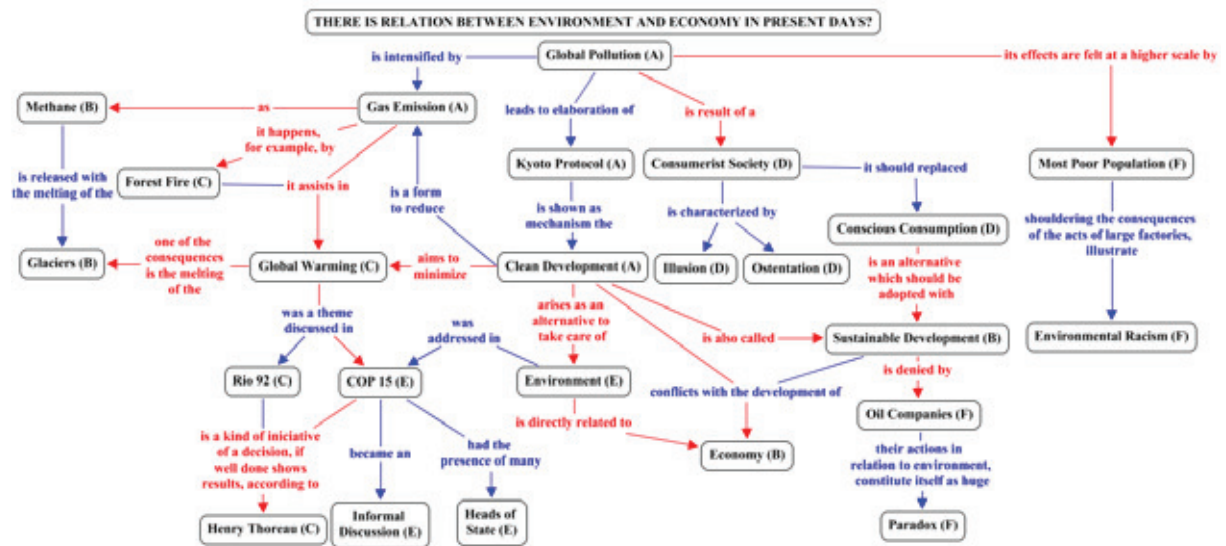 THERE IS RELATION BETWEEN ENVIRONMENT AND ECONOMY IN PRESENT DAYS?
is intensified by
Global Pollution (A)
its effects are felt at a higher scale by
Methane (B)
as
Gas Emission (A)
leads to elaboration of
is result of a
it happens,
for example, by
Kyoto Protocol (A)
Consumerist Society (D)
it should replaced
Most Poor Population (F)
is released with
the melting of the
Forest Fire (C)
it assists in
is a form
to reduce
is shown as
mechanism the
is characterized by
Conscious Consumption (D)
shouldering the consequences
of the acts of large factories,
illustrate
Glaciers (B)
one of the
consequences
is the melting
of the
Global Warming (C)
aims to
minimize
Clean Development (A)
Illusion (D)
Ostentation (D)
is an alternative
which should be
adopted with
was a theme
discussed in
was
addressed in
arises as an
alternative to
take care of
is also called
Sustainable Development (B)
Environmental Racism (F)
Rio 92 (C)
COP 15 (E)
Environment (E)
conflicts with the development of
is denied by
Oil Companies (F)
is a kind of iniciative
of a decision, if
well done shows
results, according to
became an
had the
presence of many
is directly related to
Economy (B)
their actions in
relation to environment,
constitute itself as huge
Henry Thoreau (C)
Informal
Discussion (E)
Heads of
State (E)
Paradox (F)